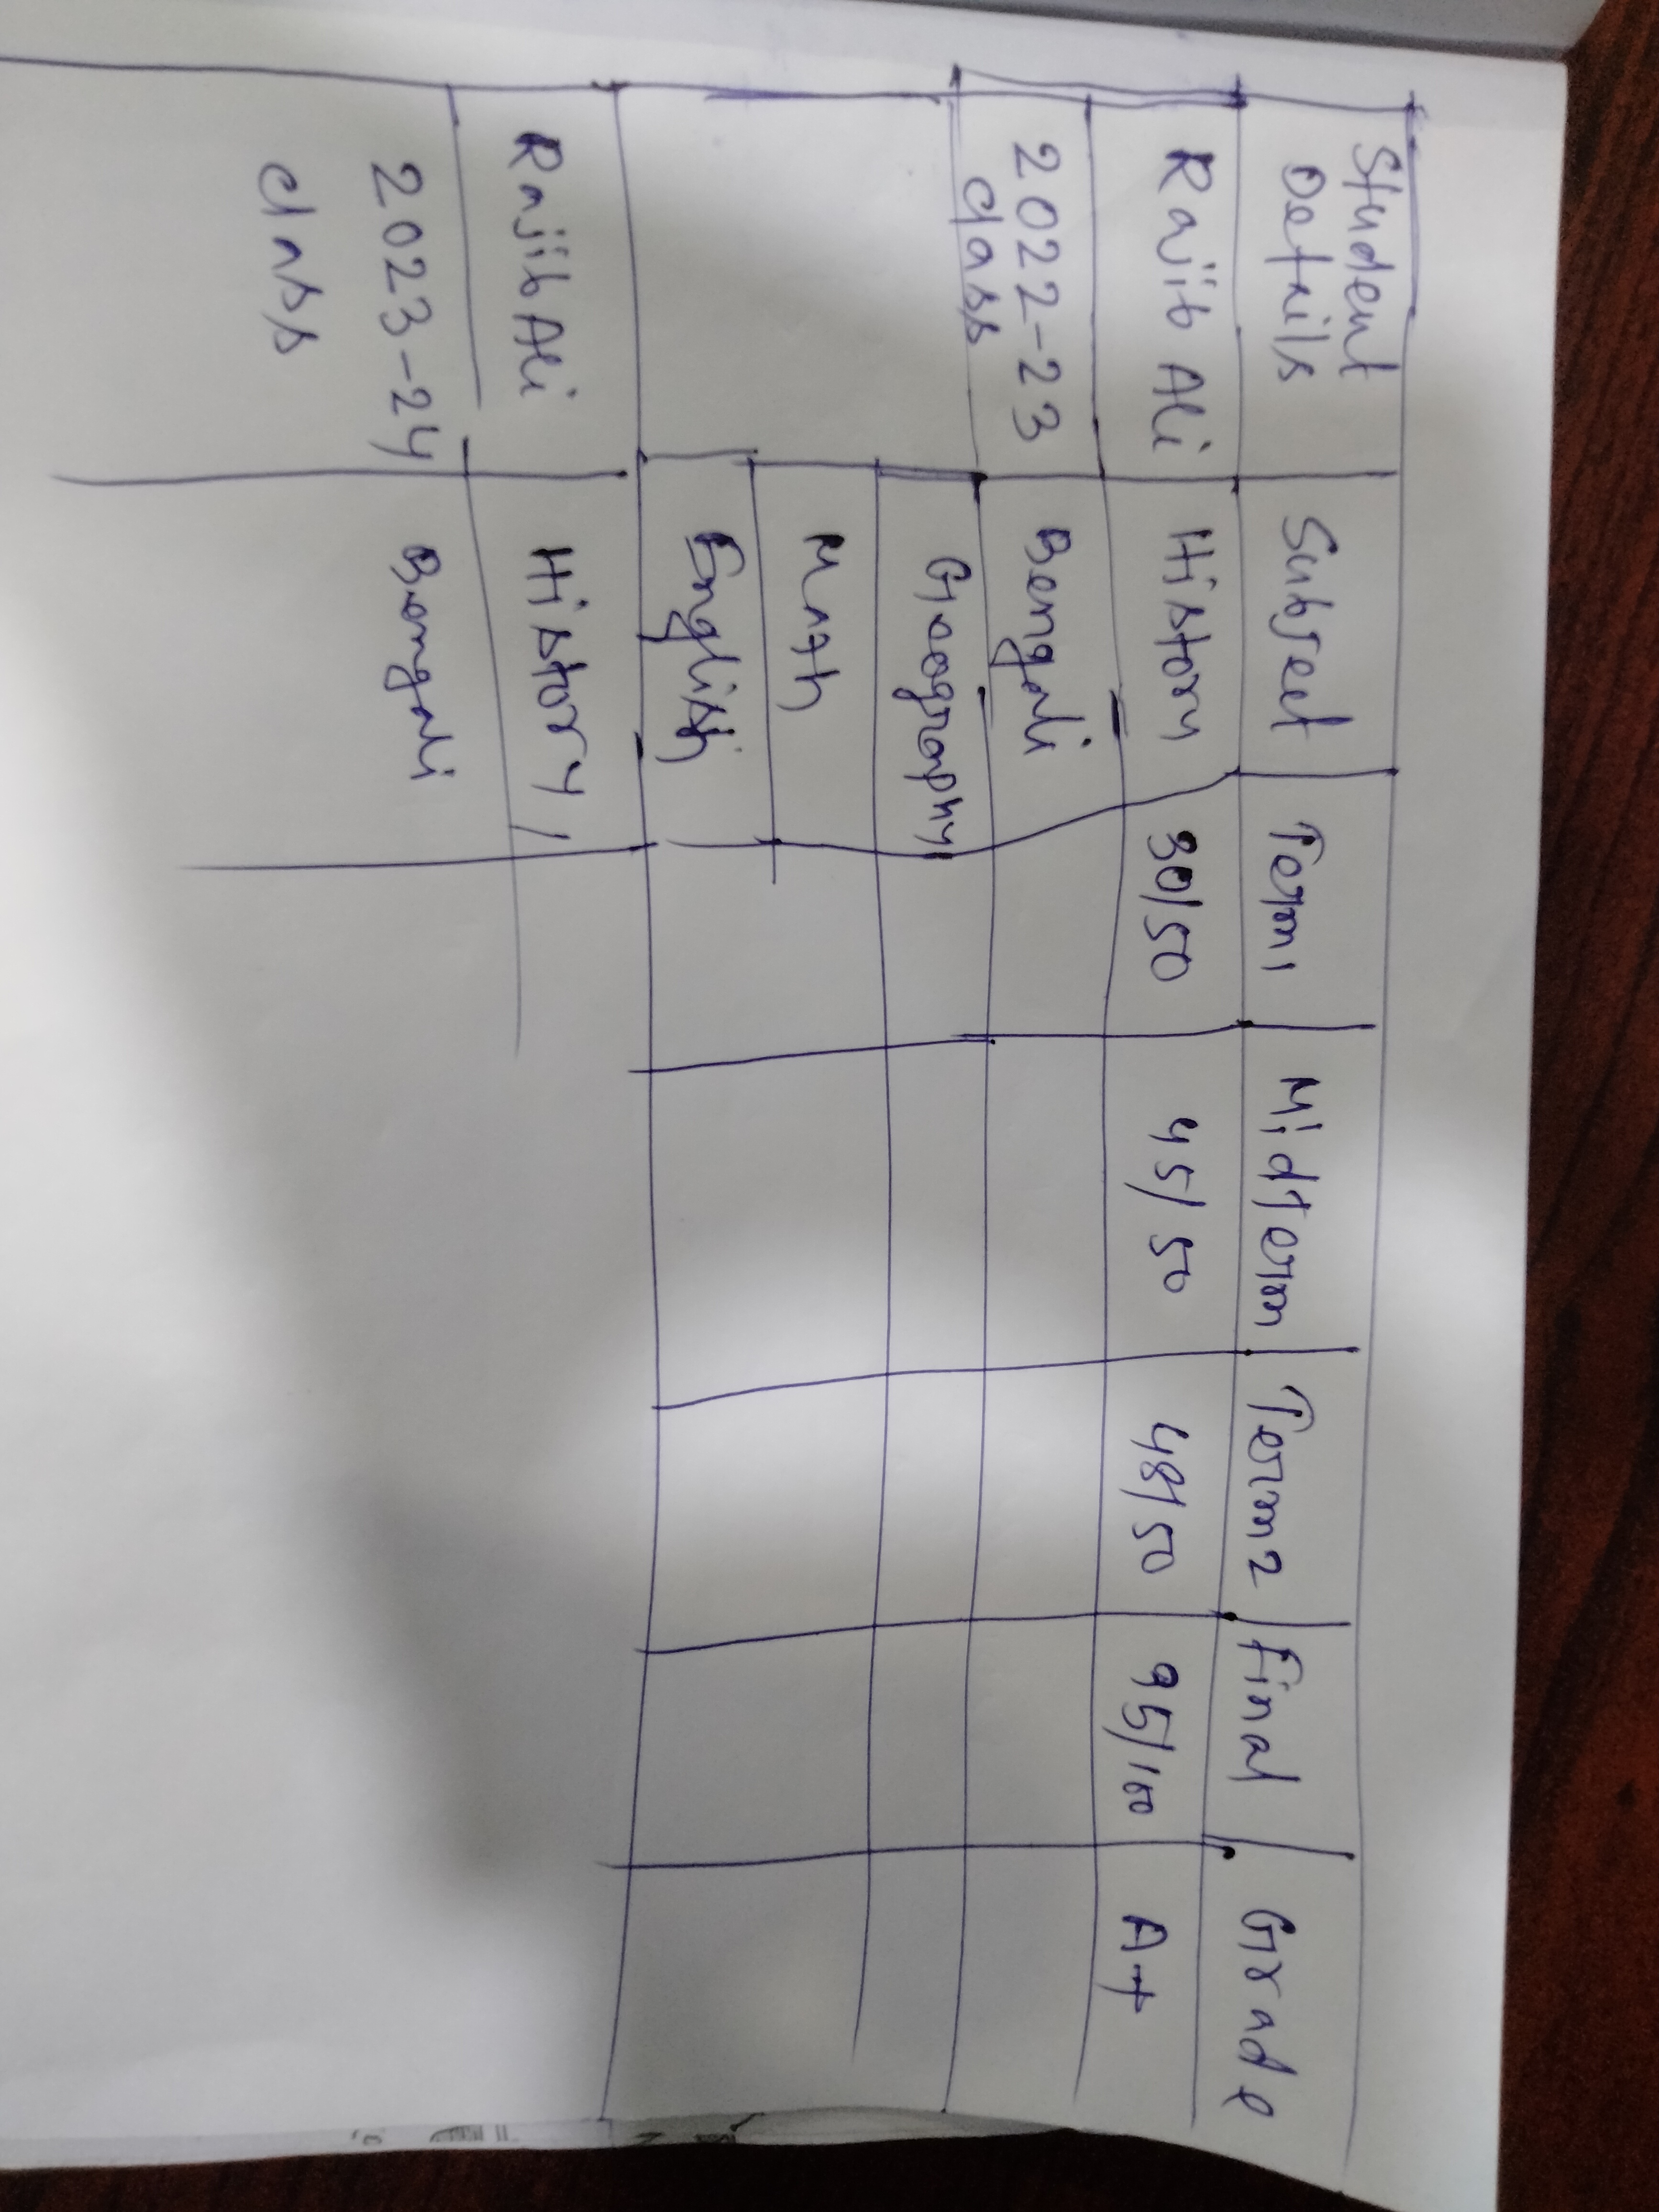 Student Details Subject Term1 Midterm Term2 Final Grade
Rajib Ali History 30/50 45/50 48/50 95/100 A+
2022-23 Bengali
class
Geography
Math
English
Rajib Ali History
2023-24 Bengali
class